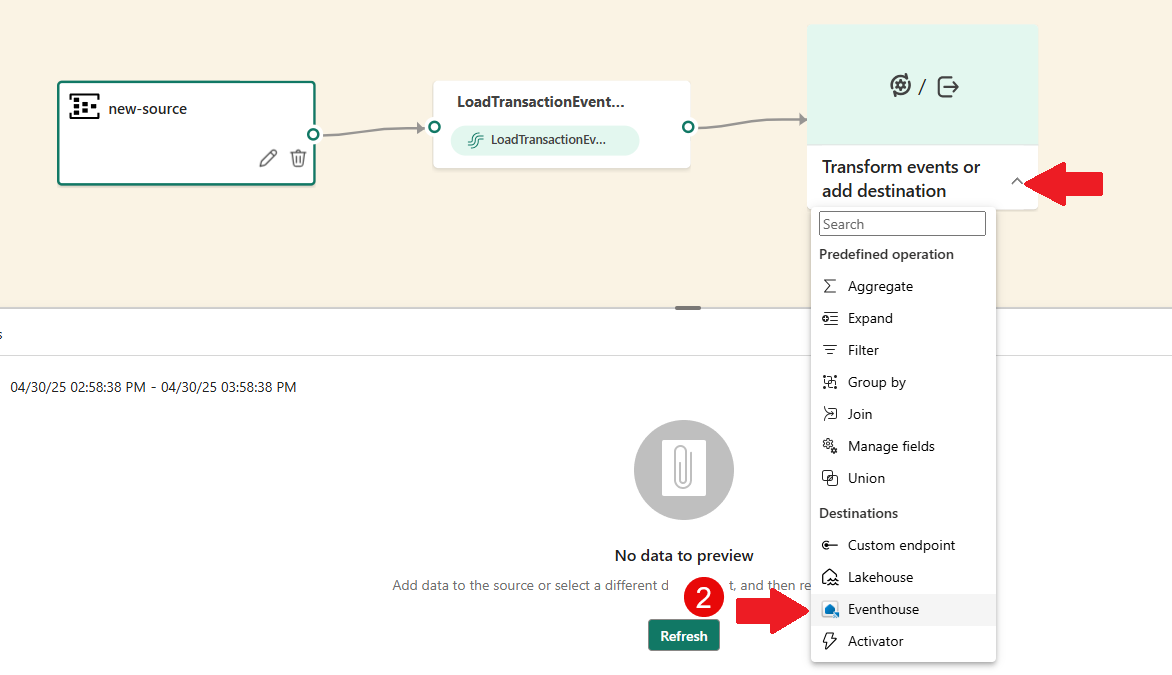 new-source
LoadTransactionEvent...
LoadTransactionEv...
/
Transform events or
add destination
Search
Predefined operation
Aggregate
Expand
Filter
Group by
Join
Manage fields
Union
Destinations
Custom endpoint
Lakehouse
Eventhouse
Activator
s
04/30/25 02:58:38 PM - 04/30/25 03:58:38 PM
No data to preview
Add data to the source or select a different d t, and then re
2
Refresh